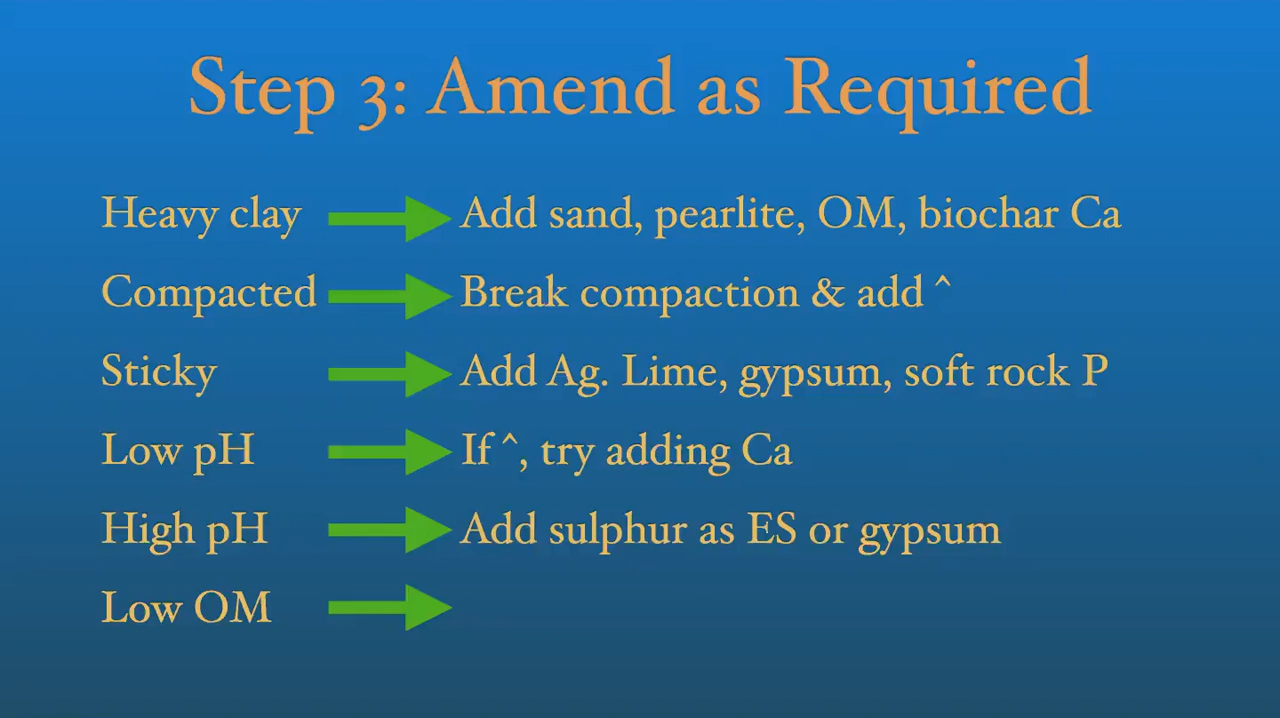 Step 3: Amend as Required
Heavy clay Add sand, pearlite, OM, biochar Ca
Compacted Break compaction & add ^
Sticky Add Ag. Lime, gypsum, soft rock P
Low pH If ^, try adding Ca
High pH Add sulphur as ES or gypsum
Low OM